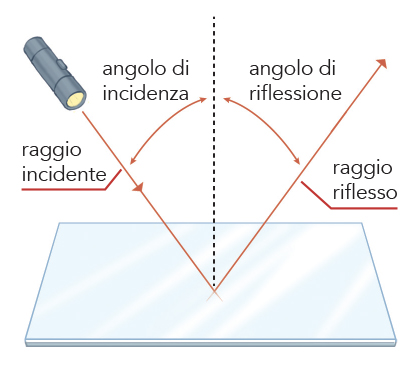 angolo di
incidenza
angolo di
riflessione
raggio
incidente
raggio
riflesso